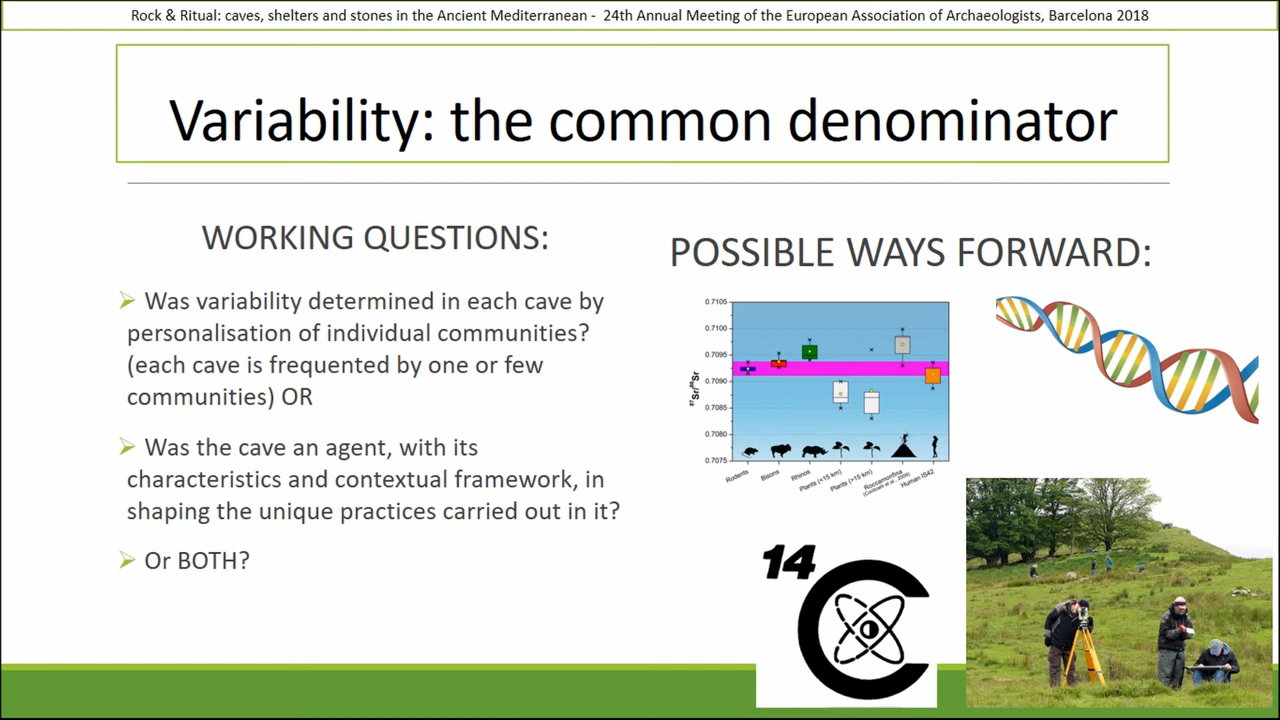 Rock & Ritual: caves, shelters and stones in the Ancient Mediterranean - 24th Annual Meeting of the European Association of Archaeologists, Barcelona 2018
Variability: the common denominator
WORKING QUESTIONS:
Was variability determined in each cave by
personalisation of individual communities?
(each cave is frequented by one or few
communities) OR
Was the cave an agent, with its
characteristics and contextual framework, in
shaping the unique practices carried out in it?
Or BOTH?
POSSIBLE WAYS FORWARD:
0.7105
0.7100
0.7095
0.7090
0.7085
0.7080
0.7075
87Sr/86Sr
Rodents
Bisons
Rhinos
Plants (<15 km)
Plants (>15 km)
Roccamonfina
Human IS42
14
C